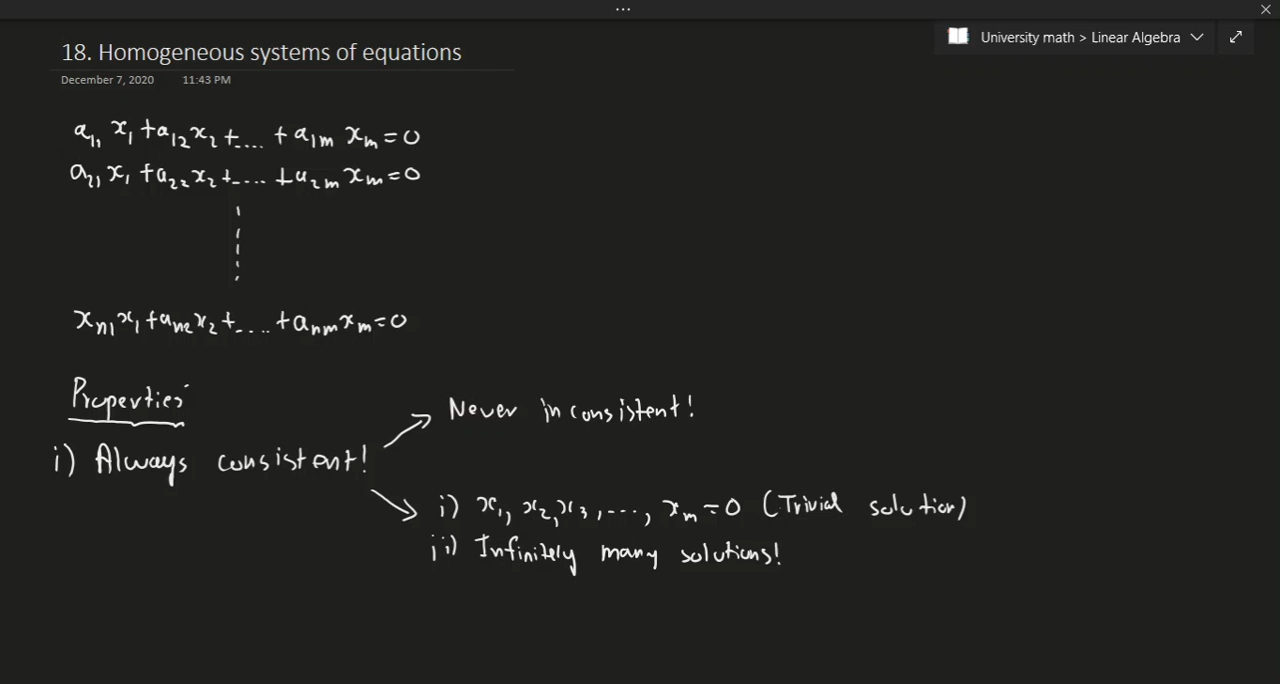 ...
18. Homogeneous systems of equations
University math > Linear Algebra
December 7, 2020 11:43 PM
a₁₁ x₁ + a₁₂ x₂ + .... + a₁ₘ xₘ = 0
a₂₁ x₁ + a₂₂ x₂ + .... + a₂ₘ xₘ = 0
xₙ₁ x₁ + aₙ₂ x₂ + .... + aₙₘ xₘ = 0
Properties
Never inconsistent!
i) Always consistent!
i) x₁, x₂, x₃, ..., xₘ = 0 (Trivial solution)
ii) Infinitely many solutions!